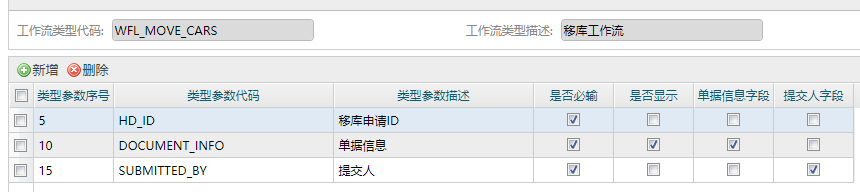 工作流类型代码: WFL_MOVE_CARS 工作流类型描述: 移库工作流
新增 删除
类型参数序号 类型参数代码 类型参数描述 是否必输 是否显示 单据信息字段 提交人字段
5 HD_ID 移库申请ID
10 DOCUMENT_INFO 单据信息
15 SUBMITTED_BY 提交人